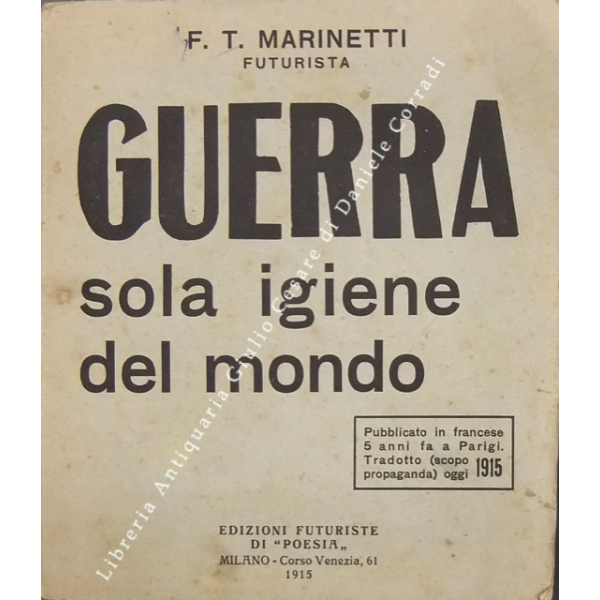 F. T. MARINETTI
FUTURISTA
GUERRA
sola igiene
del mondo
Pubblicato in francese
5 anni fa a Parigi.
Tradotto (scopo
propaganda) oggi 1915
EDIZIONI FUTURISTE
DI "POESIA„
MILANO - Corso Venezia, 61
1915
Libreria Antiquaria Giulio Cesare di Daniele Corradi